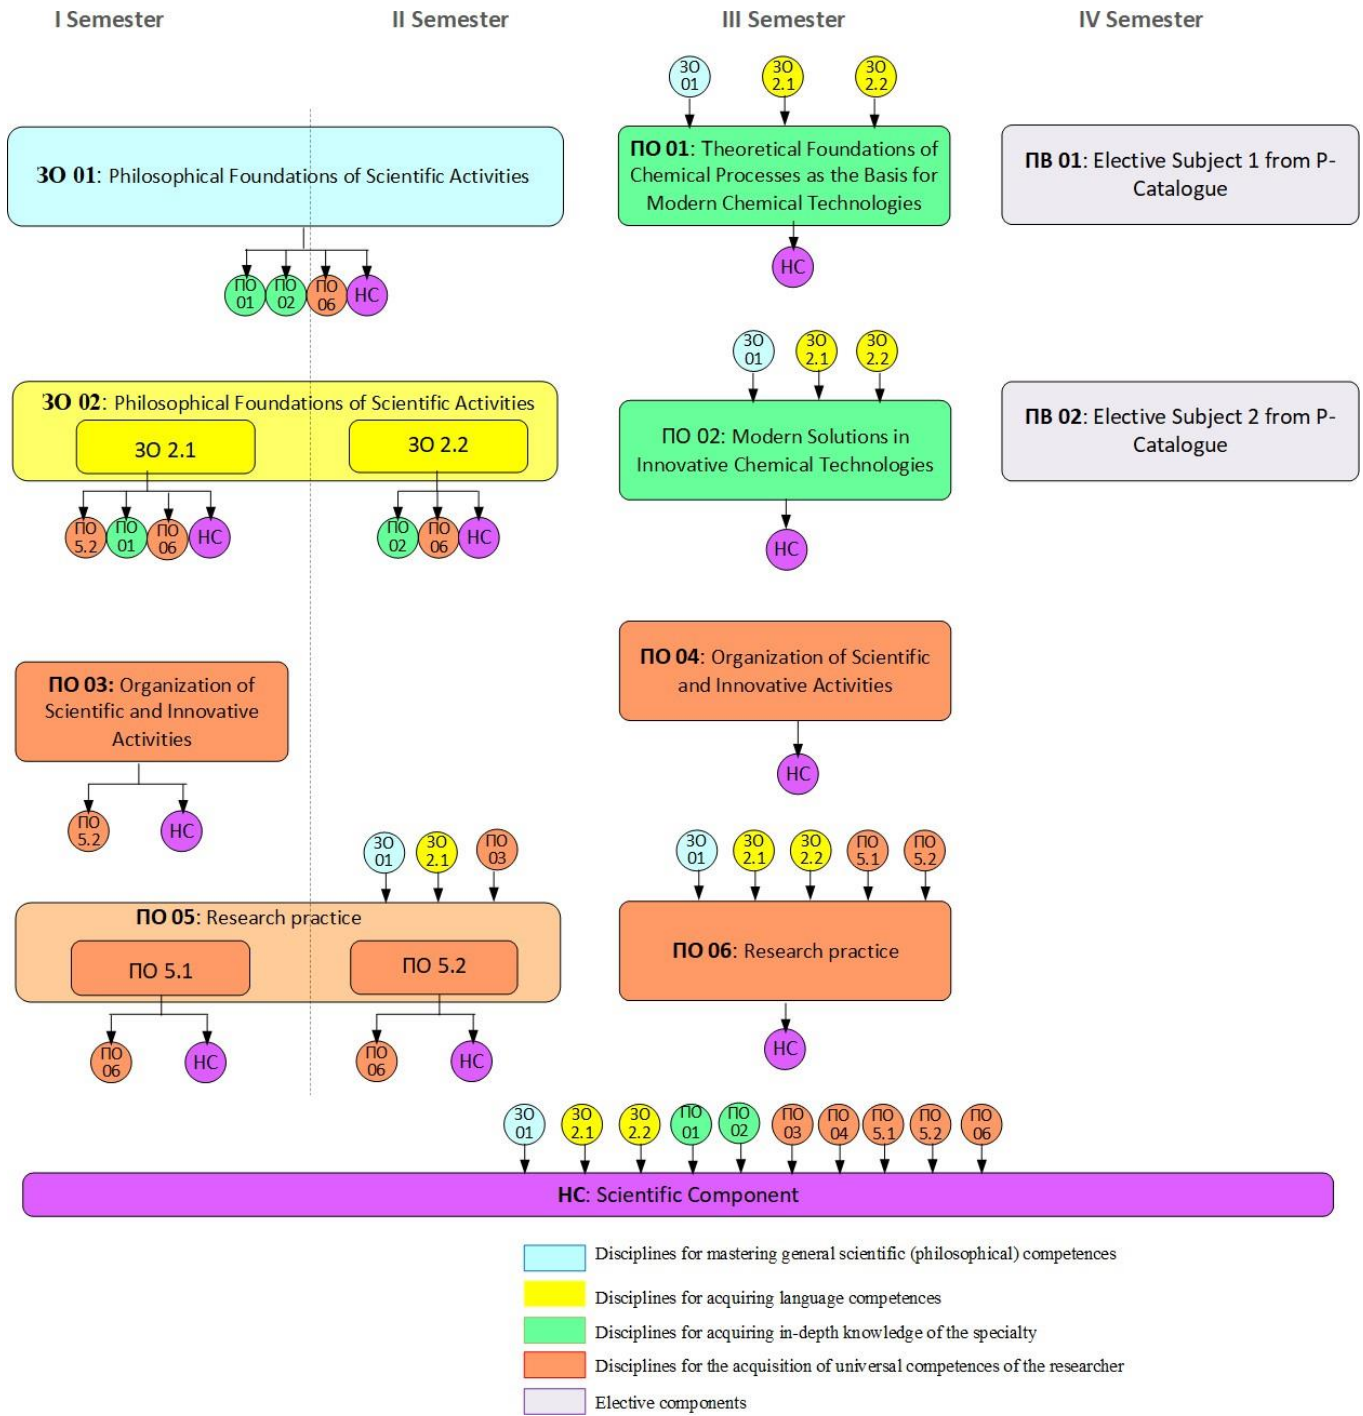 I Semester
II Semester
III Semester
IV Semester
ЗО
01
ЗО
2.1
ЗО
2.2
ЗО 01: Philosophical Foundations of Scientific Activities
ПО 01: Theoretical Foundations of
Chemical Processes as the Basis for
Modern Chemical Technologies
ПВ 01: Elective Subject 1 from P-
Catalogue
ПО
01
ПО
02
ПО
06
НС
НС
ЗО
01
ЗО
2.1
ЗО
2.2
ЗО 02: Philosophical Foundations of Scientific Activities
ЗО 2.1
ЗО 2.2
ПО 02: Modern Solutions in
Innovative Chemical Technologies
ПВ 02: Elective Subject 2 from P-
Catalogue
ПО
5.2
ПО
01
ПО
06
НС
ПО
02
ПО
06
НС
НС
ПО 03: Organization of
Scientific and Innovative
Activities
ПО 04: Organization of Scientific
and Innovative Activities
НС
ПО
5.2
НС
ЗО
01
ЗО
2.1
ПО
03
ЗО
01
ЗО
2.1
ЗО
2.2
ПО
5.1
ПО
5.2
ПО 05: Research practice
ПО 5.1
ПО 5.2
ПО 06: Research practice
ПО
06
НС
ПО
06
НС
НС
ЗО
01
ЗО
2.1
ЗО
2.2
ПО
01
ПО
02
ПО
03
ПО
04
ПО
5.1
ПО
5.2
ПО
06
НС: Scientific Component
Disciplines for mastering general scientific (philosophical) competences
Disciplines for acquiring language competences
Disciplines for acquiring in-depth knowledge of the specialty
Disciplines for the acquisition of universal competences of the researcher
Elective components